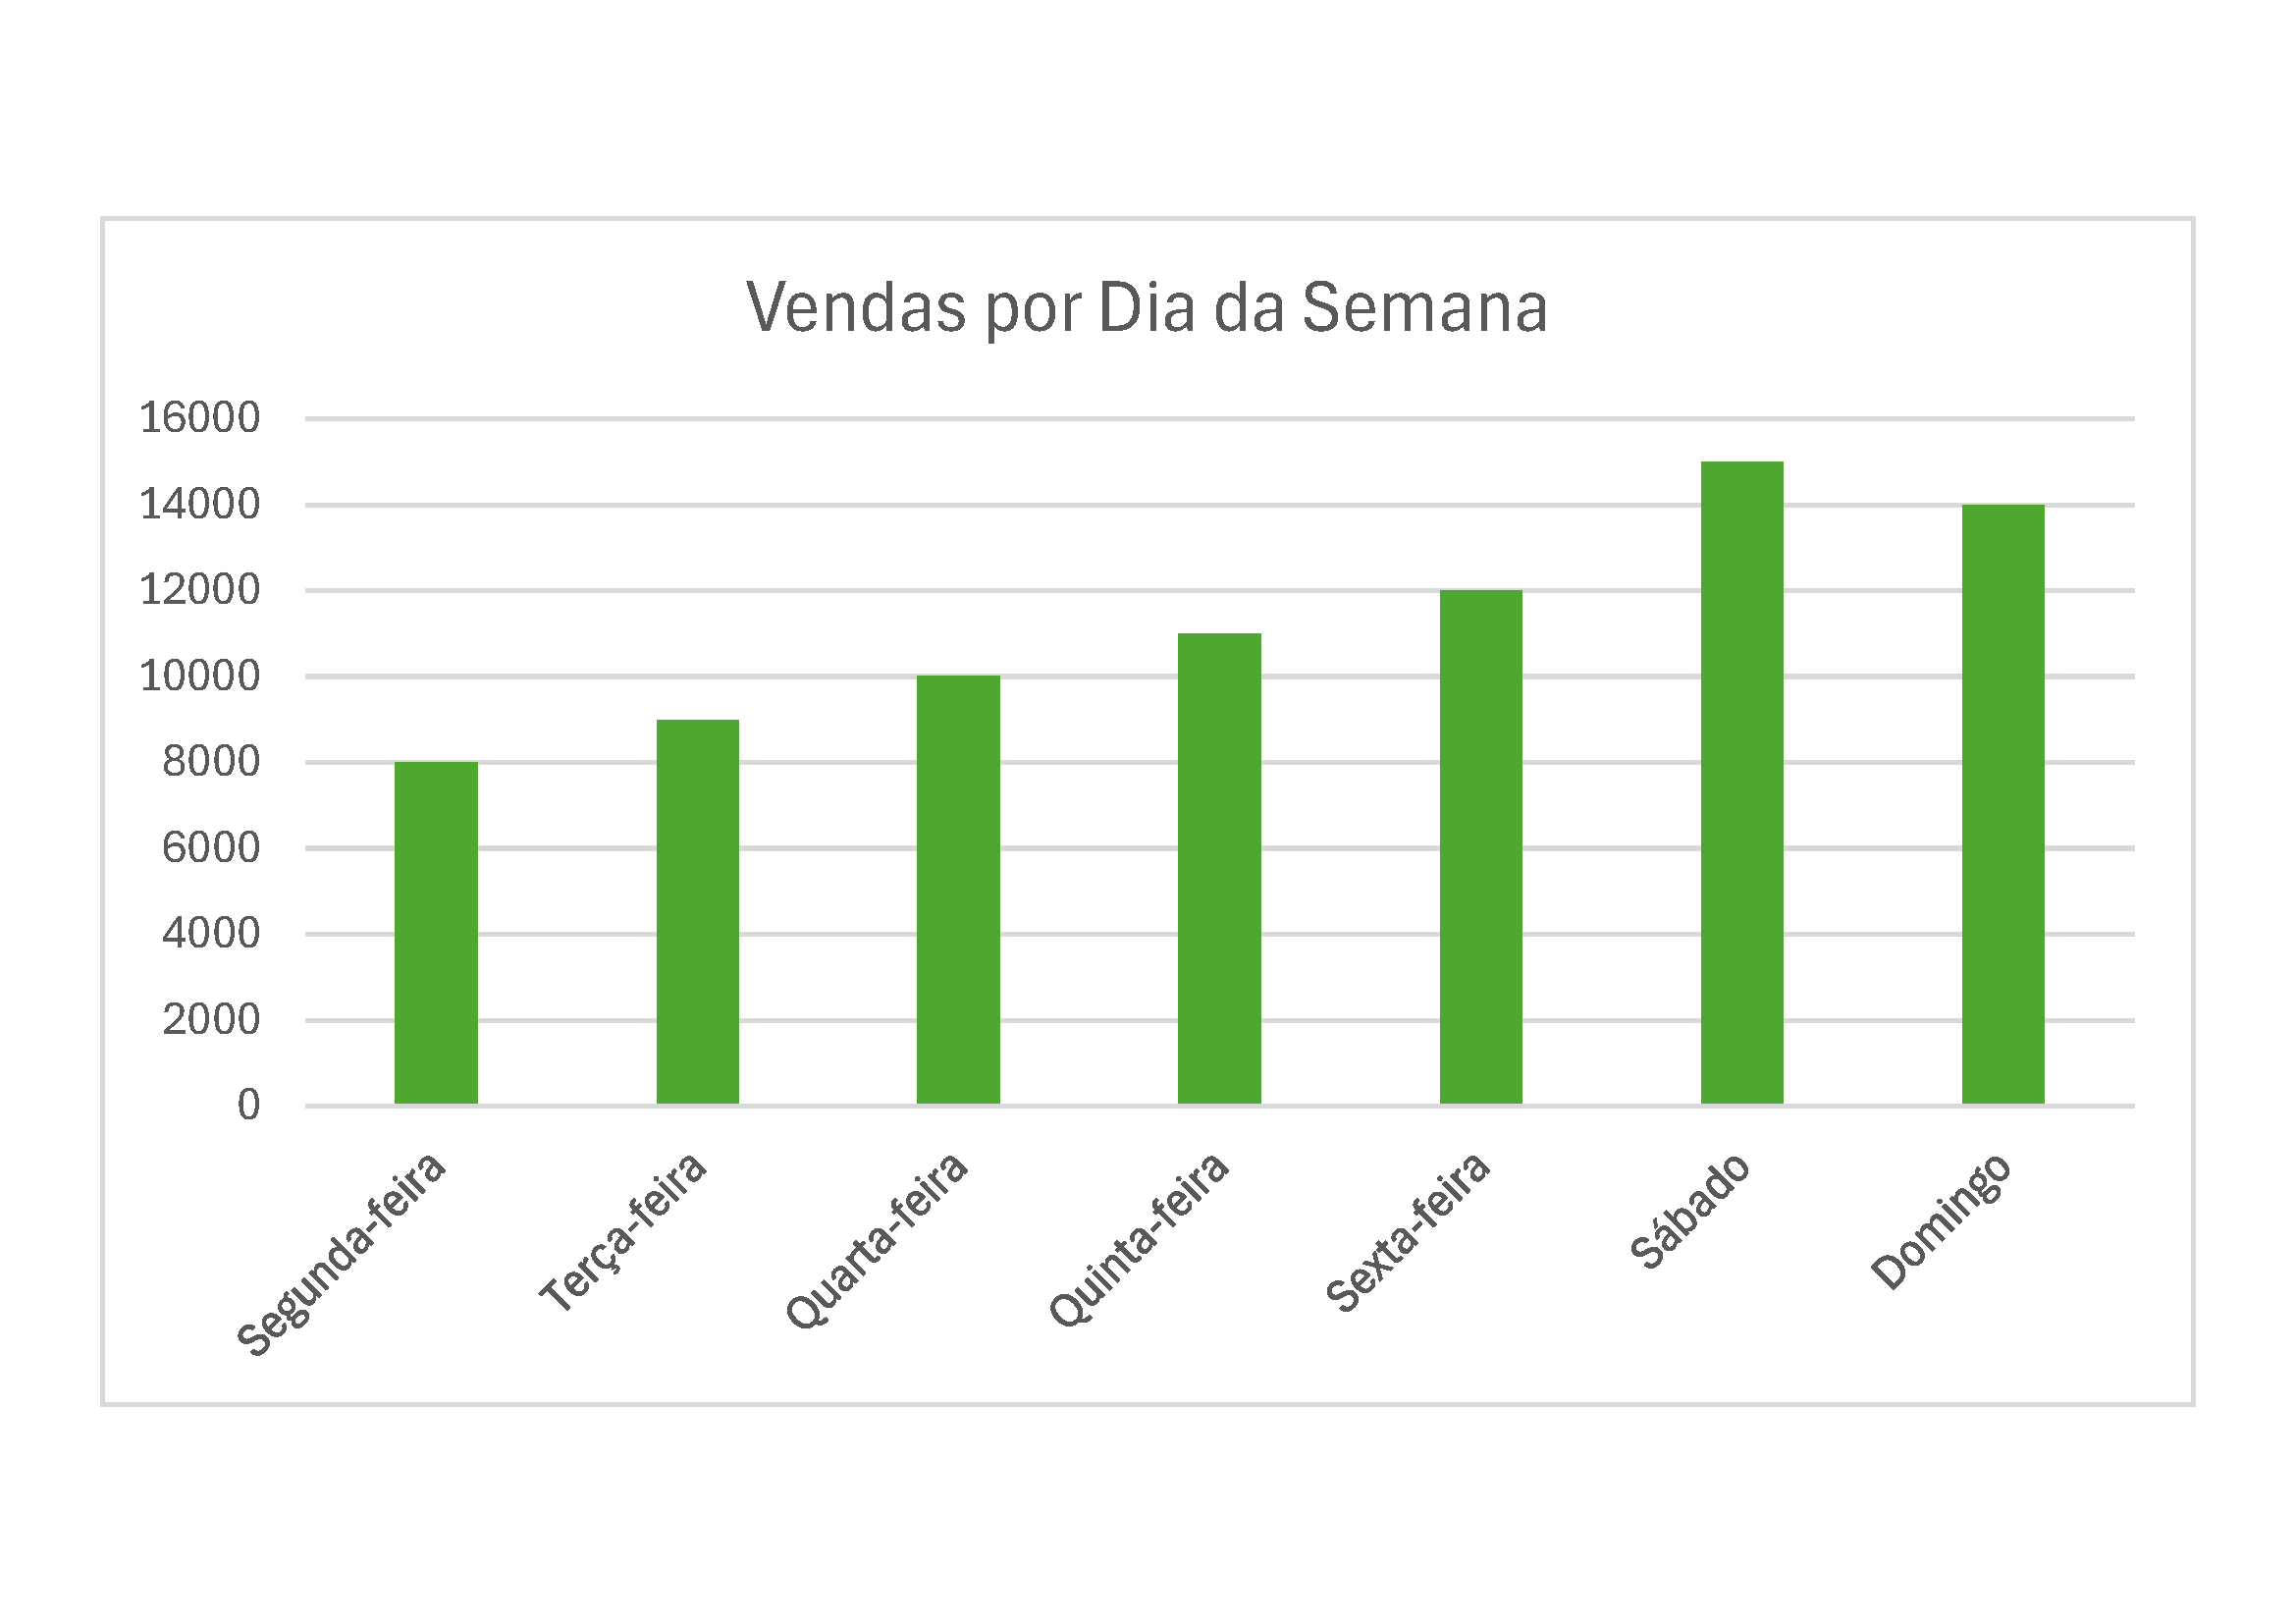 Vendas por Dia da Semana
16000
14000
12000
10000
8000
6000
4000
2000
0
Segunda-feira
Terça-feira
Quarta-feira
Quinta-feira
Sexta-feira
Sábado
Domingo